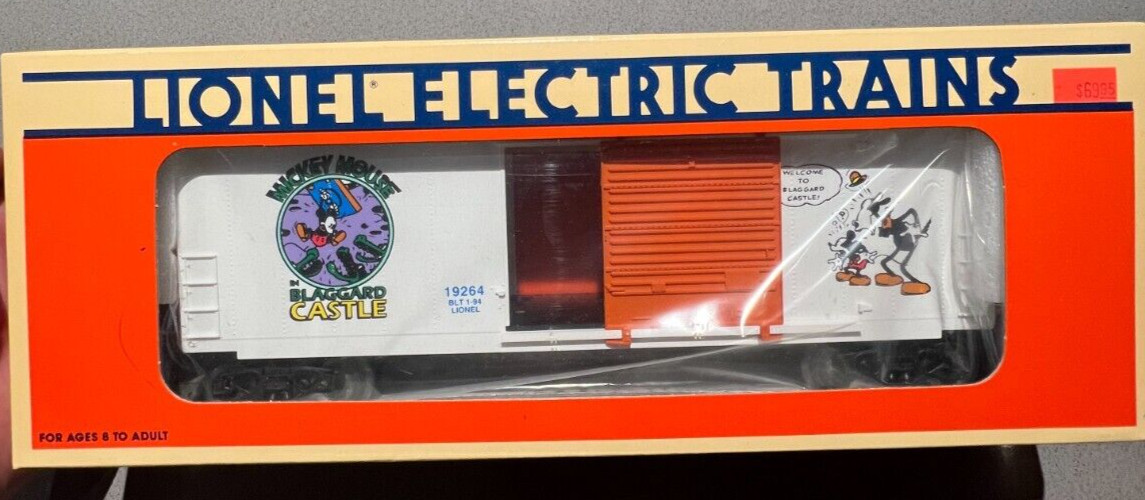 LIONEL® ELECTRIC TRAINS
$69.95
MICKEY MOUSE
IN
BLAGGARD
CASTLE
19264
BLT 1-94
LIONEL
WELCOME
TO
BLAGGARD
CASTLE!
FOR AGES 8 TO ADULT